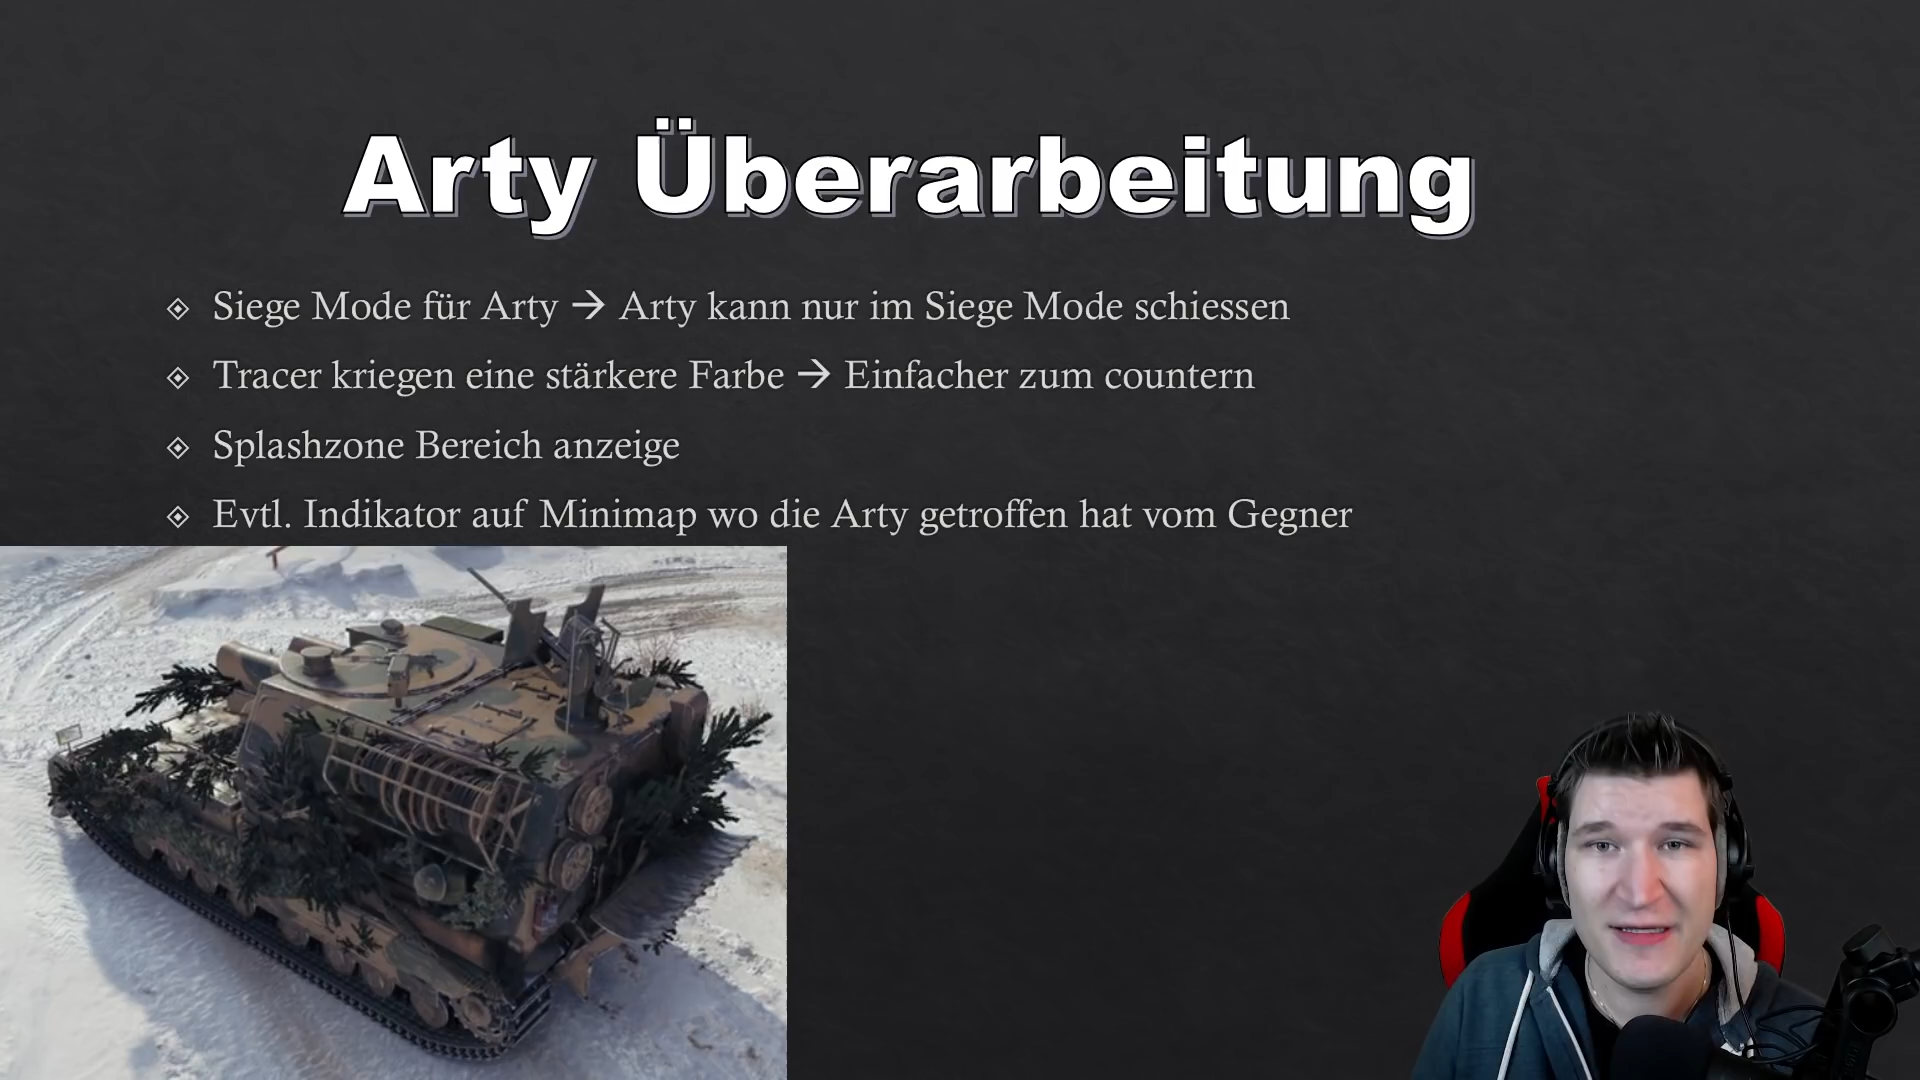 Arty Überarbeitung
Siege Mode für Arty → Arty kann nur im Siege Mode schiessen
Tracer kriegen eine stärkere Farbe → Einfacher zum countern
Splashzone Bereich anzeige
Evtl. Indikator auf Minimap wo die Arty getroffen hat vom Gegner